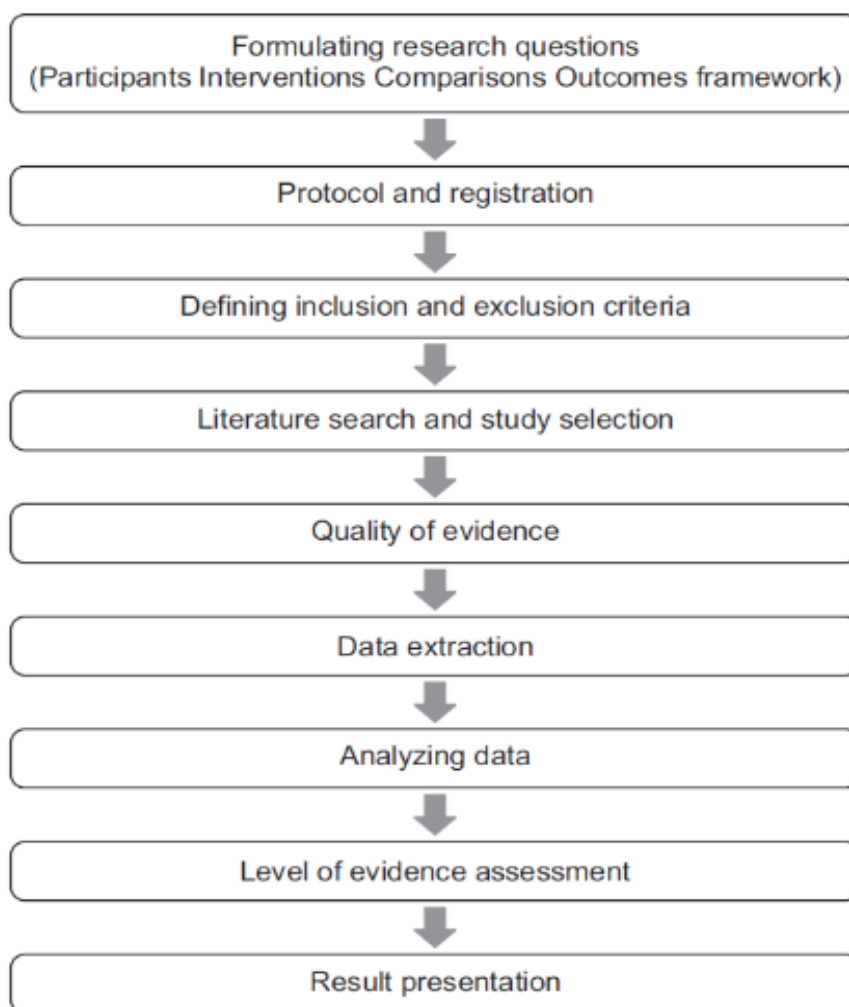 Formulating research questions
(Participants Interventions Comparisons Outcomes framework)
Protocol and registration
Defining inclusion and exclusion criteria
Literature search and study selection
Quality of evidence
Data extraction
Analyzing data
Level of evidence assessment
Result presentation